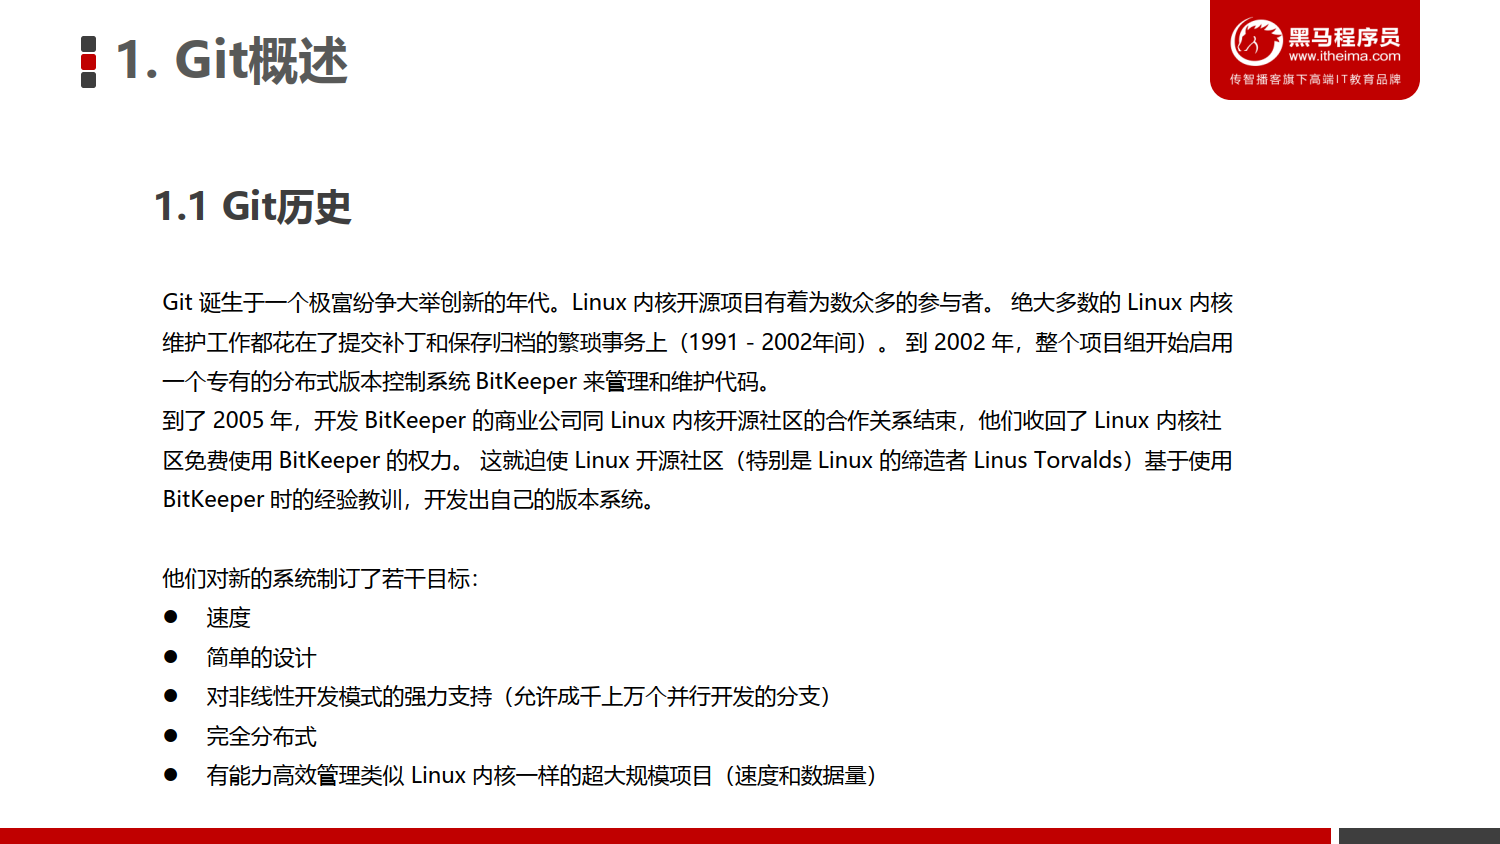 1. Git概述
黑马程序员
www.itheima.com
传智播客旗下高端IT教育品牌
1.1 Git历史
Git 诞生于一个极富纷争大举创新的年代。Linux 内核开源项目有着为数众多的参与者。 绝大多数的 Linux 内核
维护工作都花在了提交补丁和保存归档的繁琐事务上（1991－2002年间）。 到 2002 年，整个项目组开始启用
一个专有的分布式版本控制系统 BitKeeper 来管理和维护代码。
到了 2005 年，开发 BitKeeper 的商业公司同 Linux 内核开源社区的合作关系结束，他们收回了 Linux 内核社
区免费使用 BitKeeper 的权力。 这就迫使 Linux 开源社区（特别是 Linux 的缔造者 Linus Torvalds）基于使用
BitKeeper 时的经验教训，开发出自己的版本系统。
他们对新的系统制订了若干目标：
● 速度
● 简单的设计
● 对非线性开发模式的强力支持（允许成千上万个并行开发的分支）
● 完全分布式
● 有能力高效管理类似 Linux 内核一样的超大规模项目（速度和数据量）